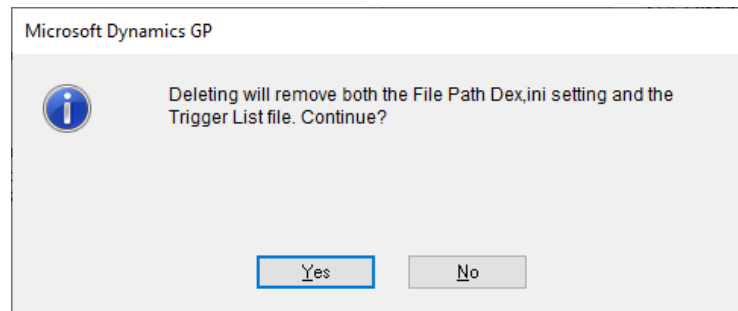 Microsoft Dynamics GP
Deleting will remove both the File Path Dex,ini setting and the
Trigger List file. Continue?
Yes
No